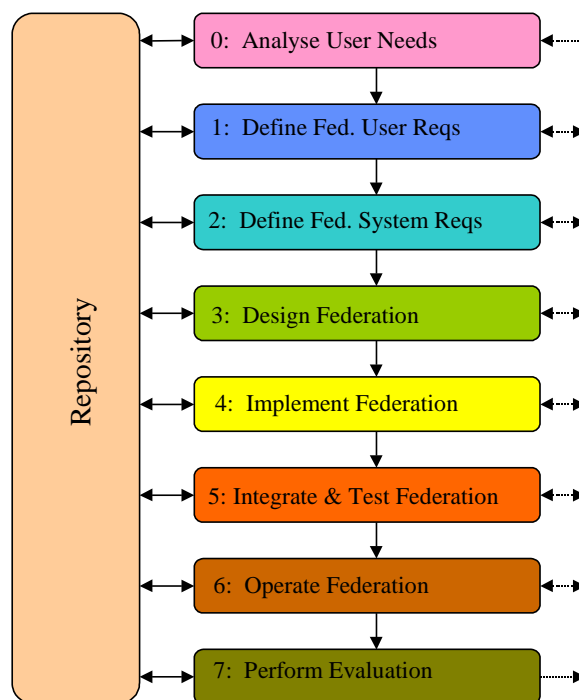 0: Analyse User Needs
1: Define Fed. User Reqs
2: Define Fed. System Reqs
3: Design Federation
4: Implement Federation
5: Integrate & Test Federation
6: Operate Federation
7: Perform Evaluation
Repository